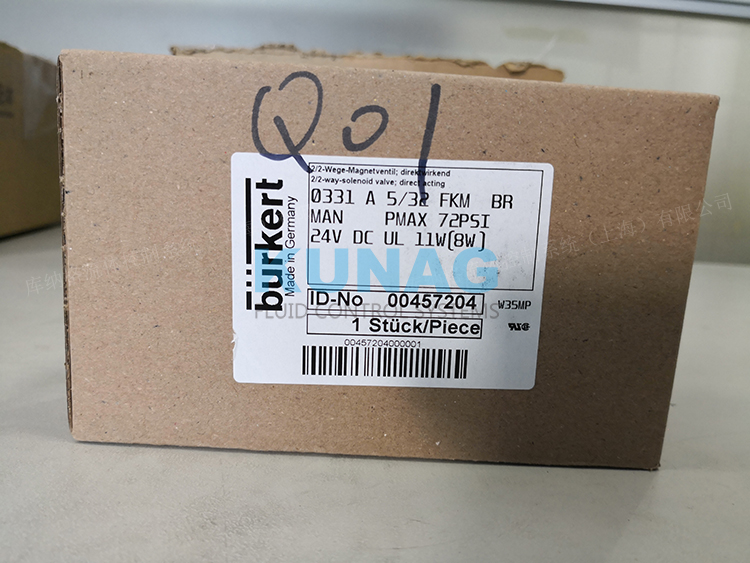 Q01
bürkert
Made in Germany
2/2-Wege-Magnetventil; direktwirkend
2/2-way-solenoid valve; direct acting
0331 A 5/32 FKM BR
MAN PMAX 72PSI
24V DC UL 11W(8W)
KUNAG
FLUID CONTROL SYSTEMS
ID-No 00457204
W35MP
1 Stück/Piece
00457204000001